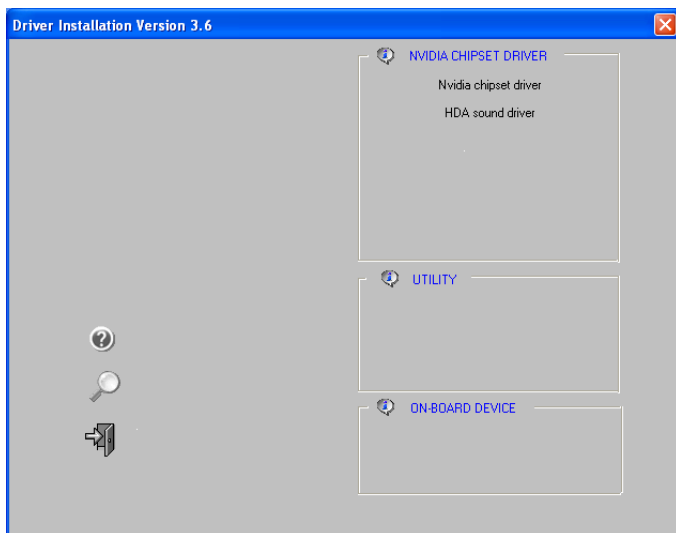 Driver Installation Version 3.6
NVIDIA CHIPSET DRIVER
Nvidia chipset driver
HDA sound driver
UTILITY
ON-BOARD DEVICE